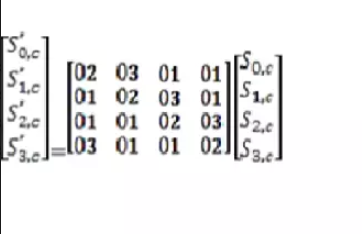 [S′0,c S′1,c S′2,c S′3,c] = [02 03 01 01
01 02 03 01
01 01 02 03
03 01 01 02] [S0,c S1,c S2,c S3,c]